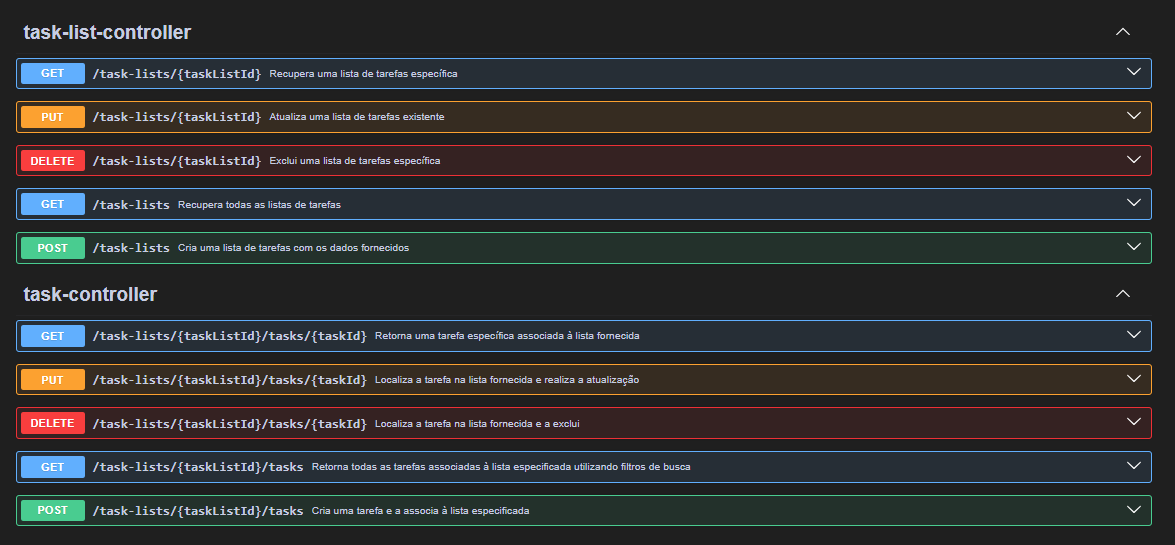 task-list-controller
GET /task-lists/{taskListId} Recupera uma lista de tarefas específica
PUT /task-lists/{taskListId} Atualiza uma lista de tarefas existente
DELETE /task-lists/{taskListId} Exclui uma lista de tarefas específica
GET /task-lists Recupera todas as listas de tarefas
POST /task-lists Cria uma lista de tarefas com os dados fornecidos
task-controller
GET /task-lists/{taskListId}/tasks/{taskId} Retorna uma tarefa específica associada à lista fornecida
PUT /task-lists/{taskListId}/tasks/{taskId} Localiza a tarefa na lista fornecida e realiza a atualização
DELETE /task-lists/{taskListId}/tasks/{taskId} Localiza a tarefa na lista fornecida e a exclui
GET /task-lists/{taskListId}/tasks Retorna todas as tarefas associadas à lista especificada utilizando filtros de busca
POST /task-lists/{taskListId}/tasks Cria uma tarefa e a associa à lista especificada